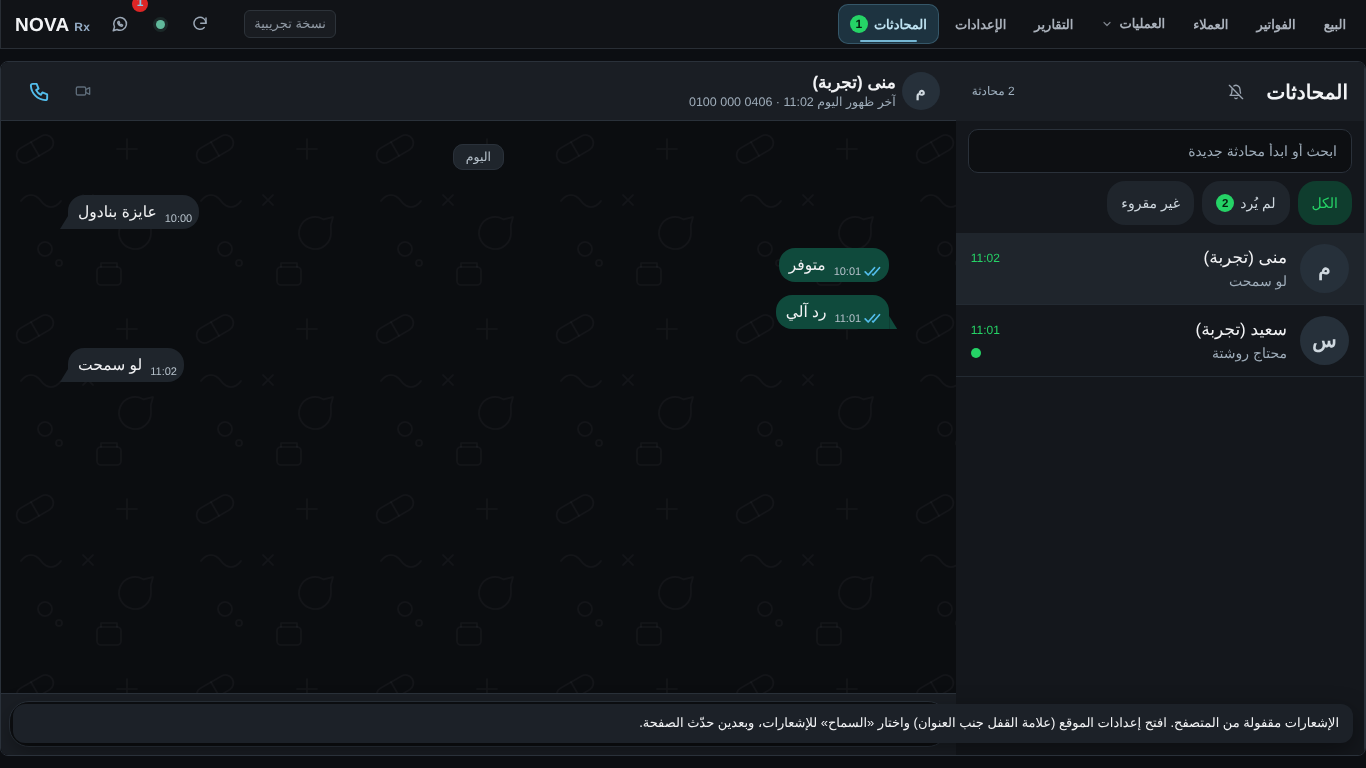 البيع
الفواتير
العملاء
العمليات
التقارير
الإعدادات
المحادثات 1
نسخة تجريبية
1
NOVA Rx
المحادثات
2 محادثة
ابحث أو ابدأ محادثة جديدة
الكل
لم يُرد 2
غير مقروء
م
منى (تجربة)
11:02
لو سمحت
س
سعيد (تجربة)
11:01
محتاج روشتة
م
منى (تجربة)
آخر ظهور اليوم 11:02 · 0100 000 0406
اليوم
عايزة بنادول 10:00
متوفر 10:01
رد آلي 11:01
لو سمحت 11:02
الإشعارات مقفولة من المتصفح. افتح إعدادات الموقع (علامة القفل جنب العنوان) واختار «السماح» للإشعارات، وبعدين حدّث الصفحة.